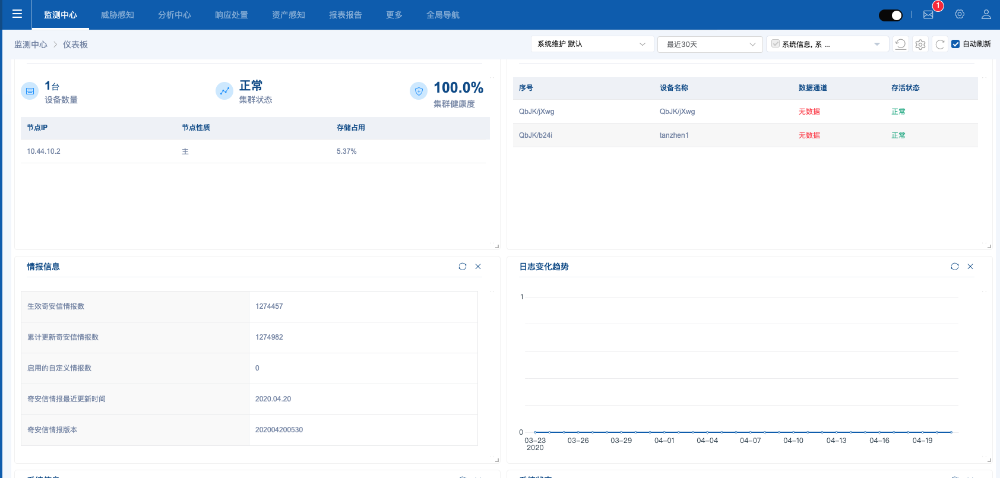 监测中心 威胁感知 分析中心 响应处置 资产感知 报表报告 更多 全局导航 1
监测中心 > 仪表板 系统维护 默认 最近30天 系统信息, 系 ... 自动刷新
1台 正常 100.0%
设备数量 集群状态 集群健康度
节点IP 节点性质 存储占用
10.44.10.2 主 5.37%
序号 设备名称 数据通道 存活状态
QbJK/jXwg QbJK/jXwg 无数据 正常
QbJK/b24i tanzhen1 无数据 正常
情报信息
生效奇安信情报数 1274457
累计更新奇安信情报数 1274982
启用的自定义情报数 0
奇安信情报最近更新时间 2020.04.20
奇安信情报版本 202004200530
日志变化趋势
1
0
03-23 03-26 03-29 04-01 04-04 04-07 04-10 04-13 04-16 04-19
2020
系统信息 系统状态